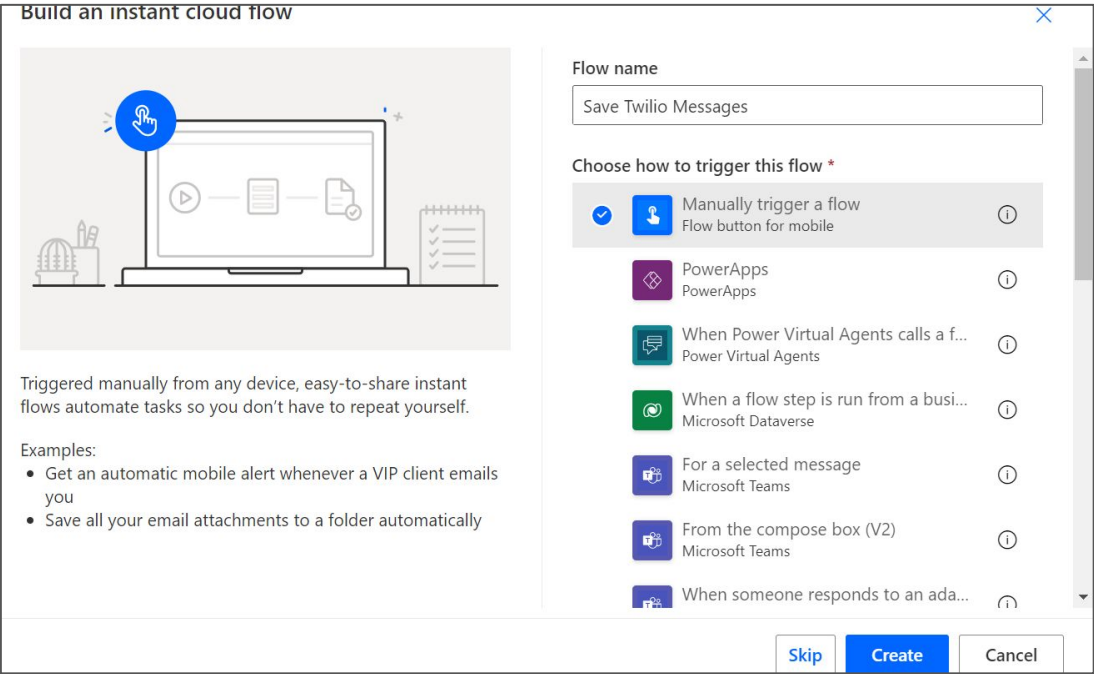 Build an instant cloud flow
Flow name
Save Twilio Messages
Choose how to trigger this flow *
Manually trigger a flow
Flow button for mobile
PowerApps
PowerApps
When Power Virtual Agents calls a f...
Power Virtual Agents
When a flow step is run from a busi...
Microsoft Dataverse
For a selected message
Microsoft Teams
From the compose box (V2)
Microsoft Teams
When someone responds to an ada...
Triggered manually from any device, easy-to-share instant
flows automate tasks so you don’t have to repeat yourself.
Examples:
• Get an automatic mobile alert whenever a VIP client emails
you
• Save all your email attachments to a folder automatically
Skip
Create
Cancel